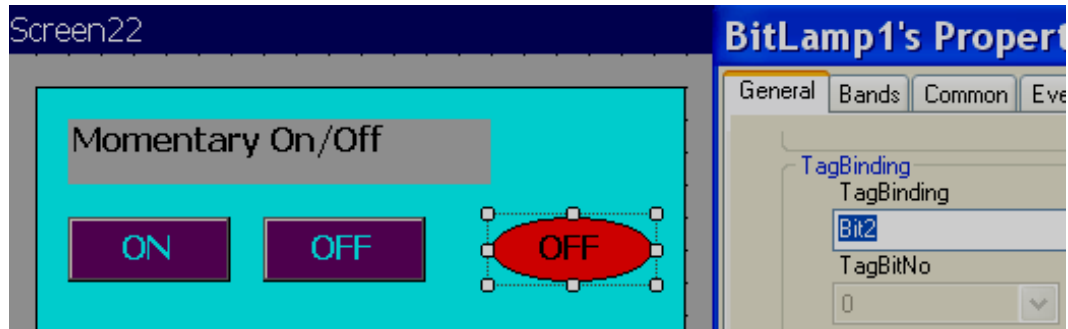 Screen22
Momentary On/Off
ON
OFF
OFF
BitLamp1's Propert
General
Bands
Common
Eve
TagBinding
TagBinding
Bit2
TagBitNo
0